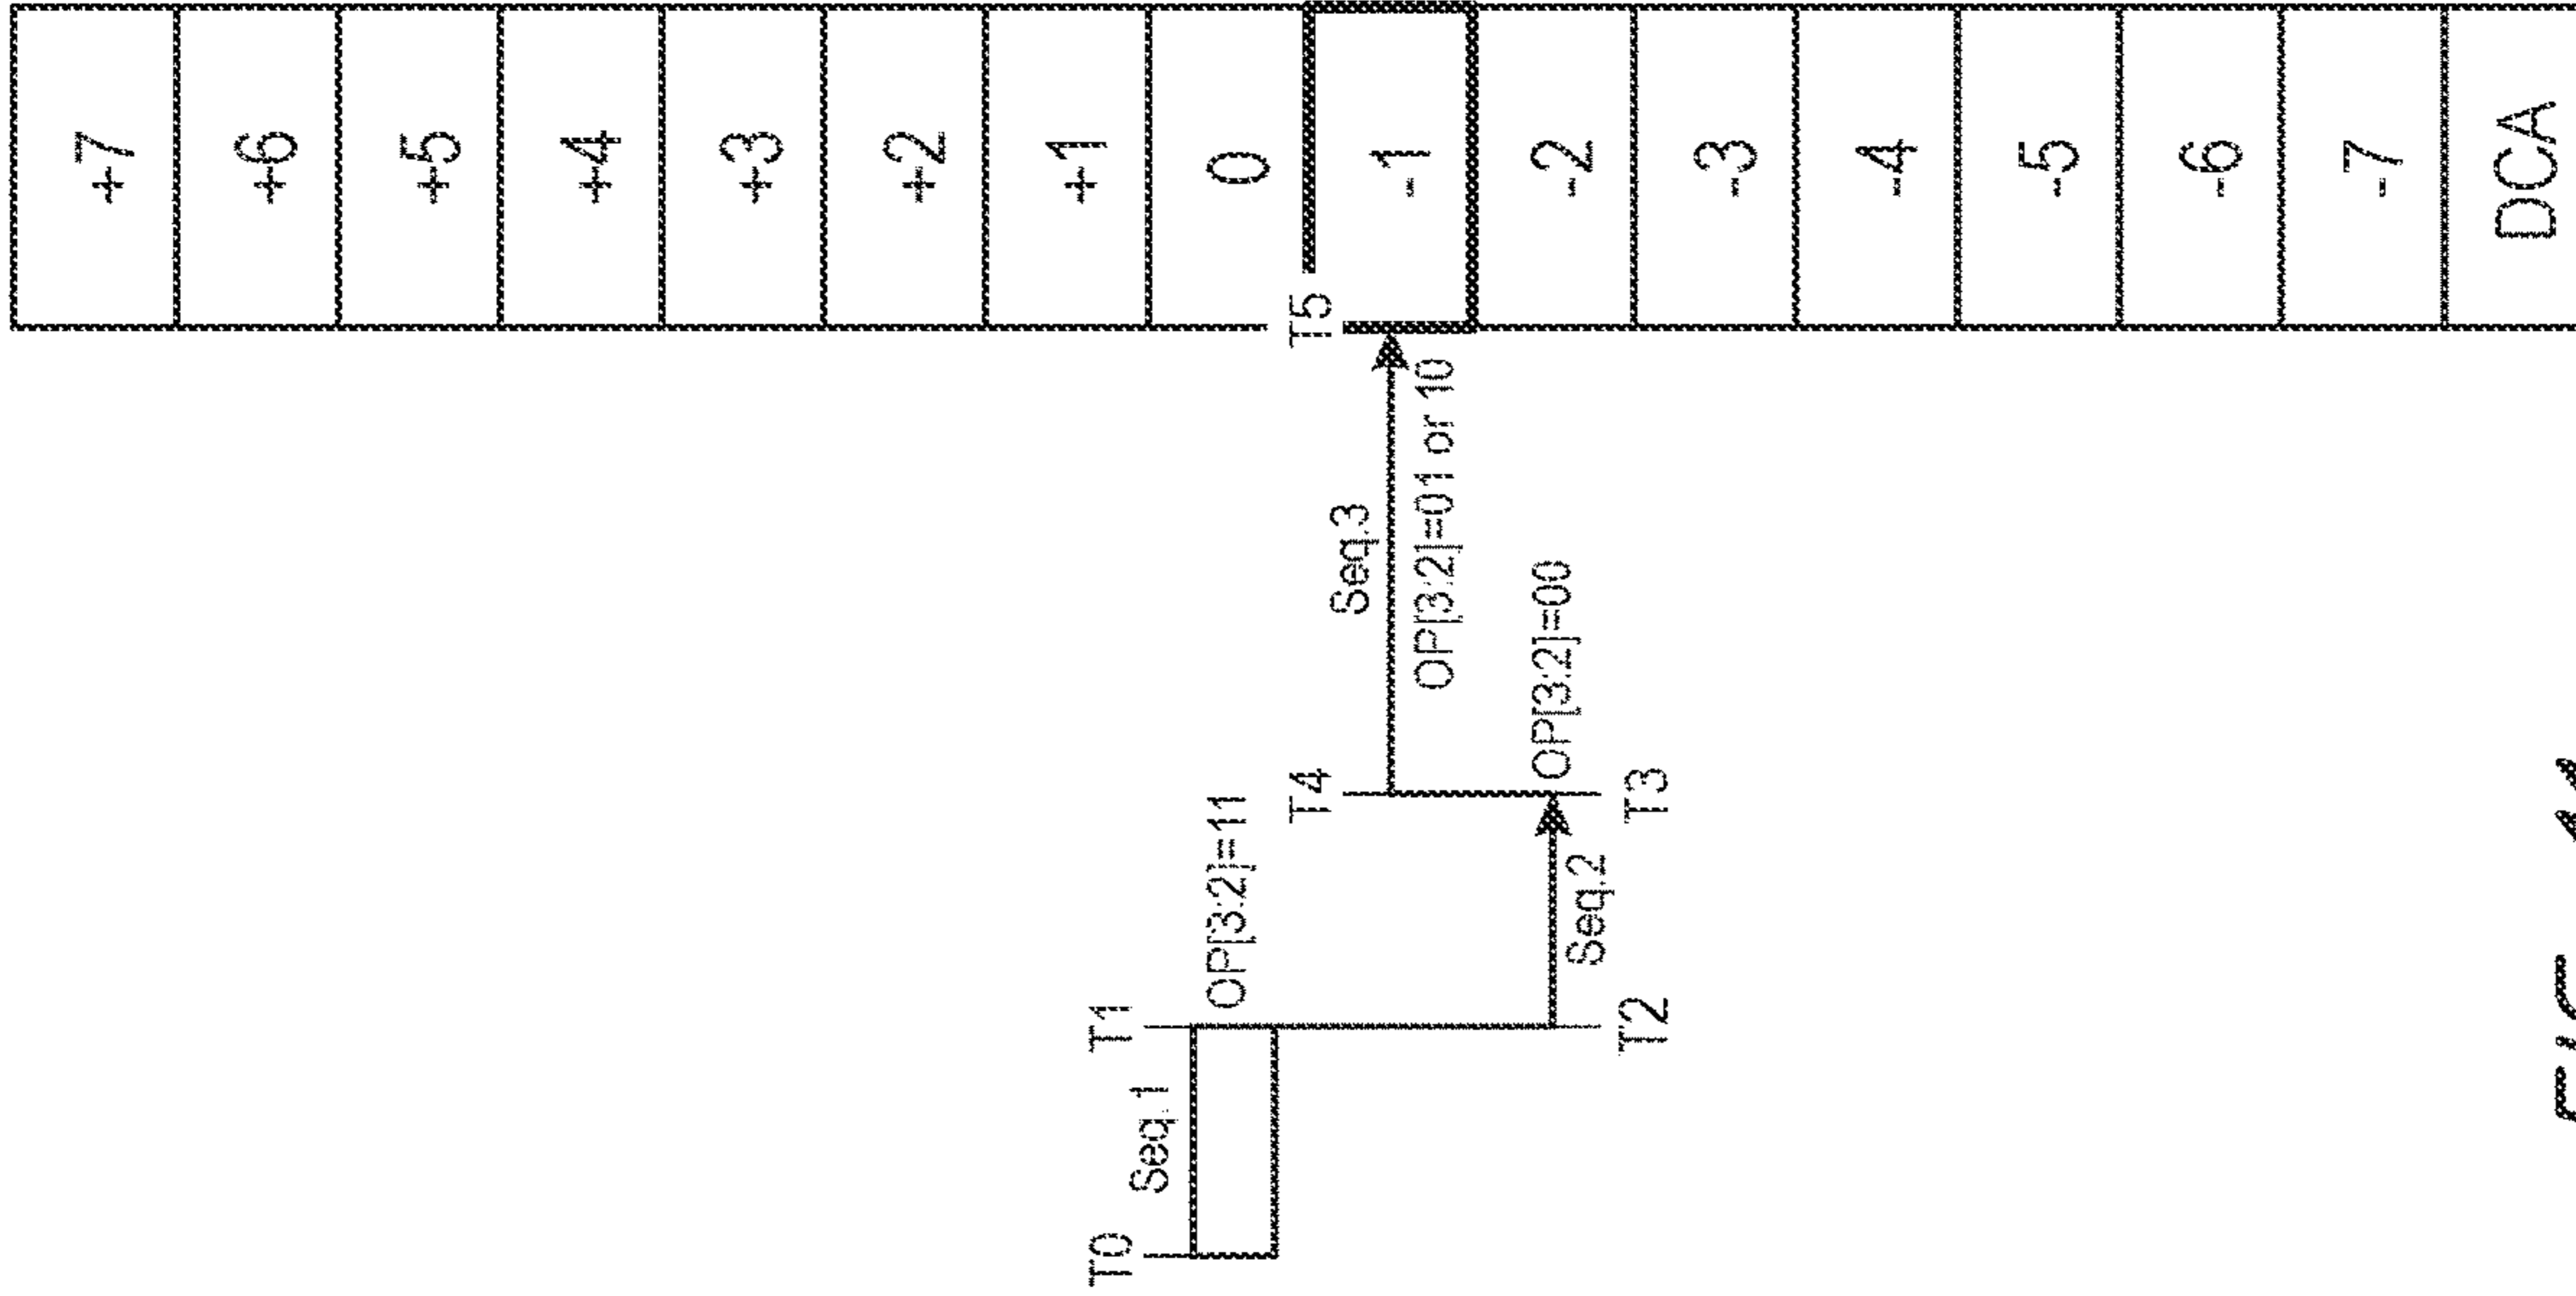 +7
+6
+5
+4
+3
+2
+1
0
-1
-2
-3
-4
-5
-6
-7
DCA
T5
Seq.3
OP[3:2]=01 or 10
T4
OP[3:2]=00
T3
OP[3:2]=11
Seq.2
T1
T2
Seq.1
T0